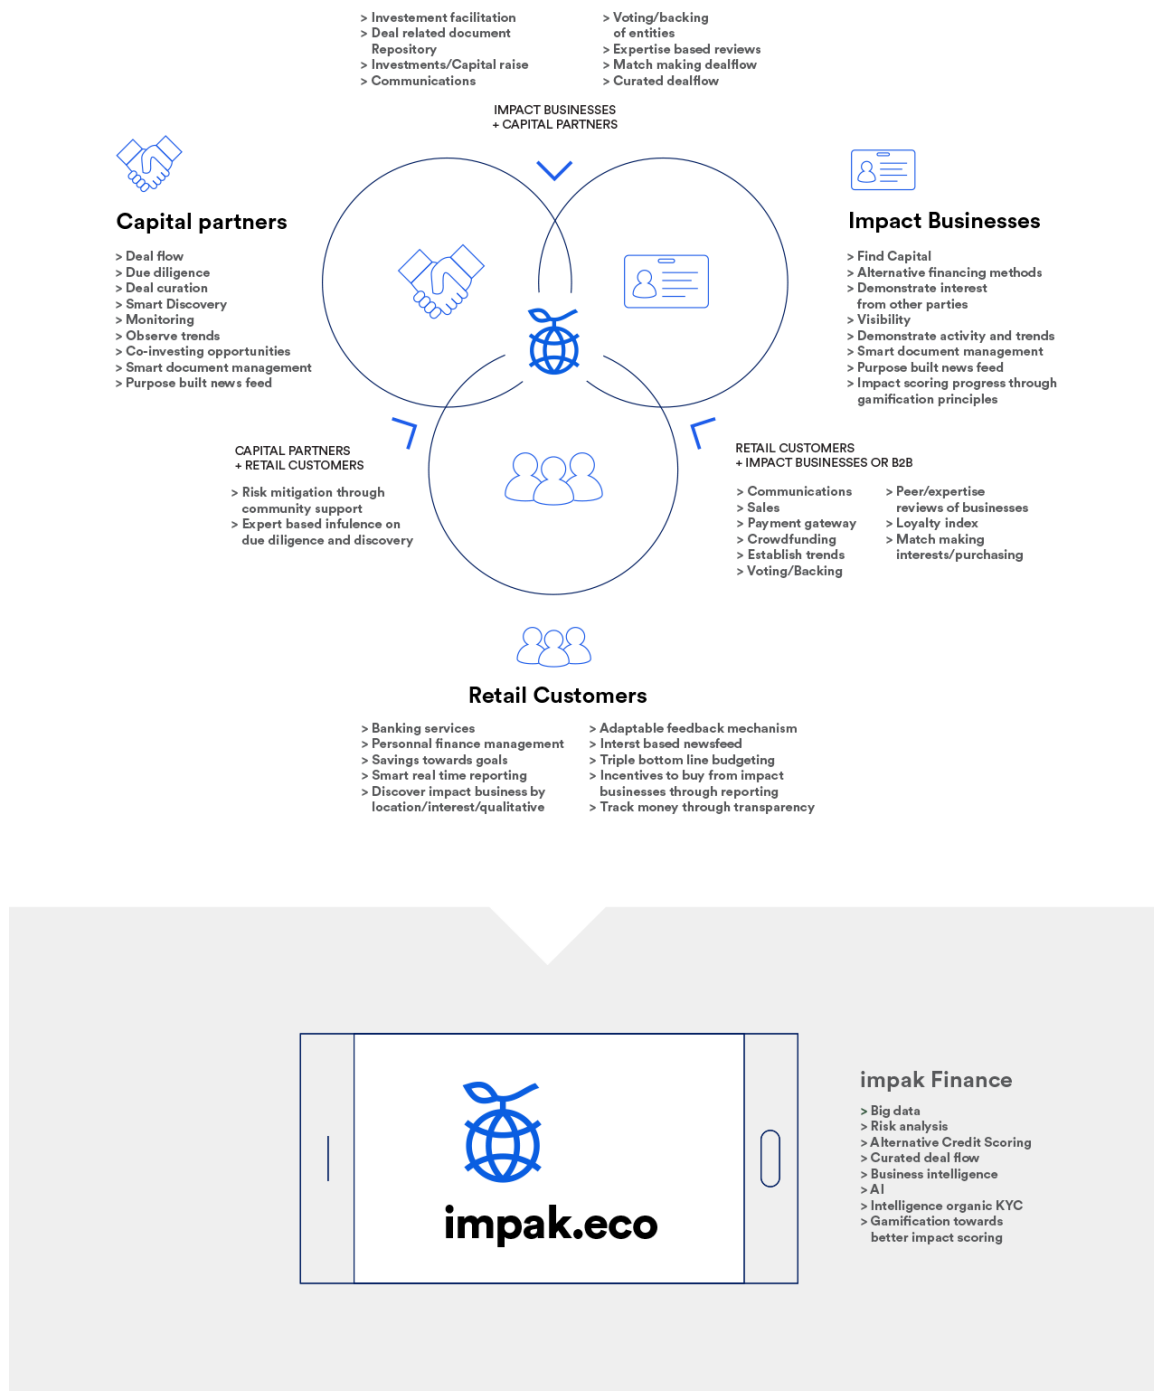 > Investement facilitation
> Deal related document
Repository
> Investments/Capital raise
> Communications
> Voting/backing
of entities
> Expertise based reviews
> Match making dealflow
> Curated dealflow
IMPACT BUSINESSES
+ CAPITAL PARTNERS
Capital partners
> Deal flow
> Due diligence
> Deal curation
> Smart Discovery
> Monitoring
> Observe trends
> Co-investing opportunities
> Smart document management
> Purpose built news feed
Impact Businesses
> Find Capital
> Alternative financing methods
> Demonstrate interest
from other parties
> Visibility
> Demonstrate activity and trends
> Smart document management
> Purpose built news feed
> Impact scoring progress through
gamification principles
CAPITAL PARTNERS
+ RETAIL CUSTOMERS
> Risk mitigation through
community support
> Expert based infulence on
due diligence and discovery
RETAIL CUSTOMERS
+ IMPACT BUSINESSES OR B2B
> Communications
> Sales
> Payment gateway
> Crowdfunding
> Establish trends
> Voting/Backing
> Peer/expertise
reviews of businesses
> Loyalty index
> Match making
interests/purchasing
Retail Customers
> Banking services
> Personnal finance management
> Savings towards goals
> Smart real time reporting
> Discover impact business by
location/interest/qualitative
> Adaptable feedback mechanism
> Interst based newsfeed
> Triple bottom line budgeting
> Incentives to buy from impact
businesses through reporting
> Track money through transparency
impak.eco
impak Finance
> Big data
> Risk analysis
> Alternative Credit Scoring
> Curated deal flow
> Business intelligence
> AI
> Intelligence organic KYC
> Gamification towards
better impact scoring